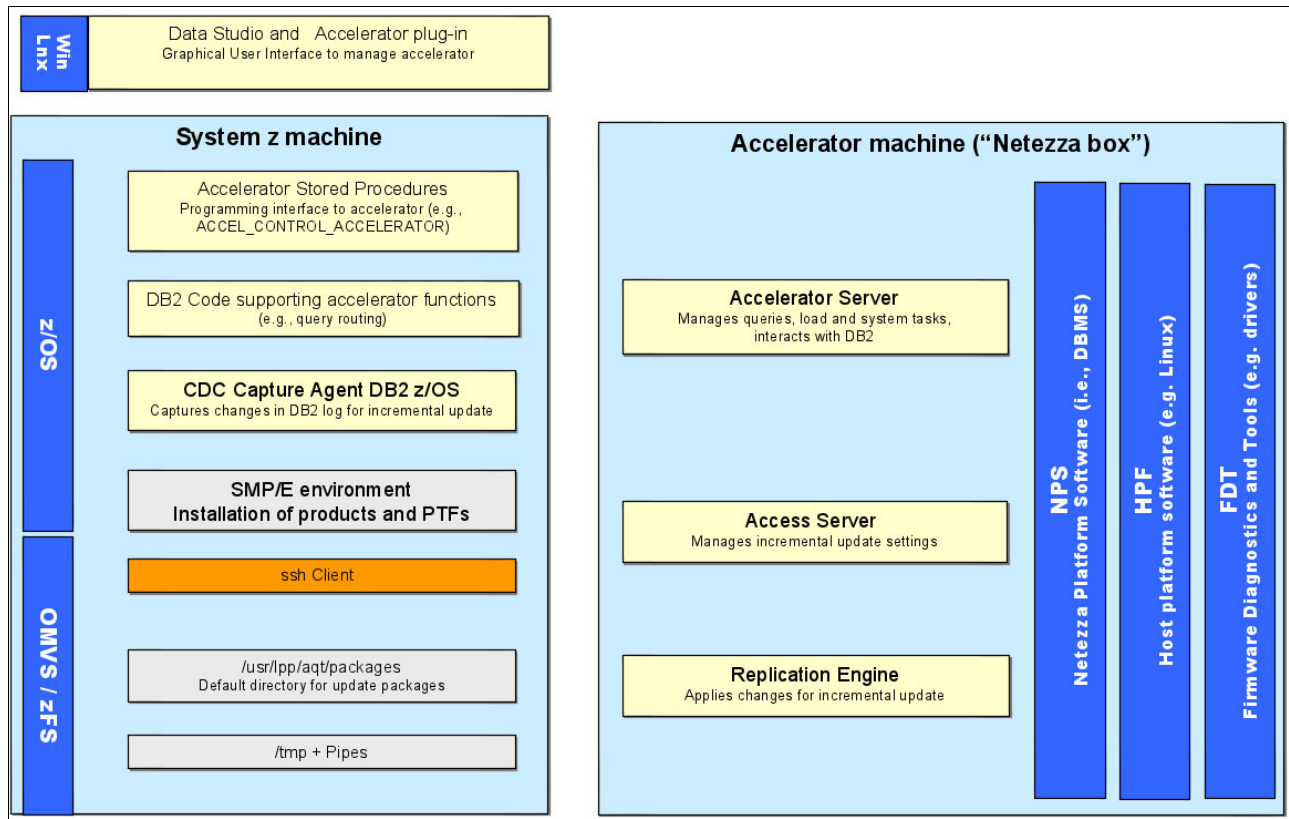 Win
Lnx
Data Studio and Accelerator plug-in
Graphical User Interface to manage accelerator
System z machine
z/OS
Accelerator Stored Procedures
Programming interface to accelerator (e.g.,
ACCEL_CONTROL_ACCELERATOR)
DB2 Code supporting accelerator functions
(e.g., query routing)
CDC Capture Agent DB2 z/OS
Captures changes in DB2 log for incremental update
SMP/E environment
Installation of products and PTFs
OMVS / zFS
ssh Client
/usr/lpp/aqt/packages
Default directory for update packages
/tmp + Pipes
Accelerator machine (“Netezza box”)
Accelerator Server
Manages queries, load and system tasks,
interacts with DB2
Access Server
Manages incremental update settings
Replication Engine
Applies changes for incremental update
NPS
Netezza Platform Software (i.e., DBMS)
HPF
Host platform software (e.g. Linux)
FDT
Firmware Diagnostics and Tools (e.g. drivers)